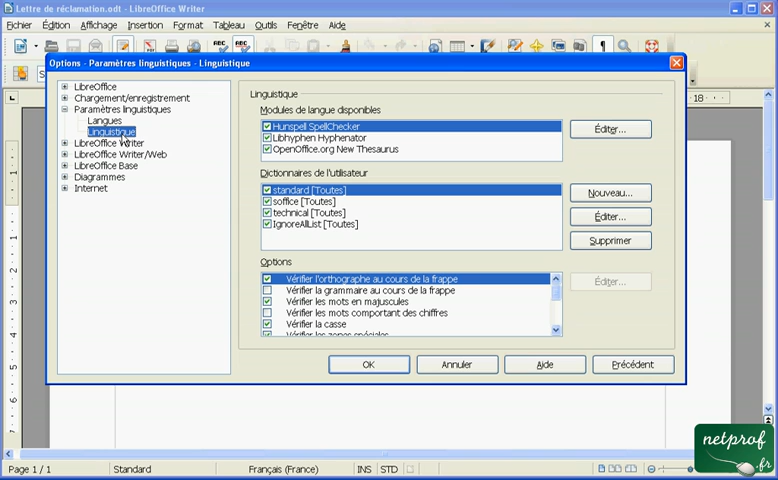 Lettre de réclamation.odt - LibreOffice Writer
Fichier Édition Affichage Insertion Format Tableau Outils Fenêtre Aide
Options - Paramètres linguistiques - Linguistique
LibreOffice
Chargement/enregistrement
Paramètres linguistiques
Langues
Linguistique
LibreOffice Writer
LibreOffice Writer/Web
LibreOffice Base
Diagrammes
Internet
Linguistique
Modules de langue disponibles
Hunspell SpellChecker
Libhyphen Hyphenator
OpenOffice.org New Thesaurus
Éditer...
Dictionnaires de l'utilisateur
standard [Toutes]
soffice [Toutes]
technical [Toutes]
IgnoreAllList [Toutes]
Nouveau...
Éditer...
Supprimer
Options
Vérifier l'orthographe au cours de la frappe
Vérifier la grammaire au cours de la frappe
Vérifier les mots en majuscules
Vérifier les mots comportant des chiffres
Vérifier la casse
Vérifier les zones spéciales
Éditer...
OK Annuler Aide Précédent
Page 1 / 1 Standard Français (France) INS STD
netprof
.fr